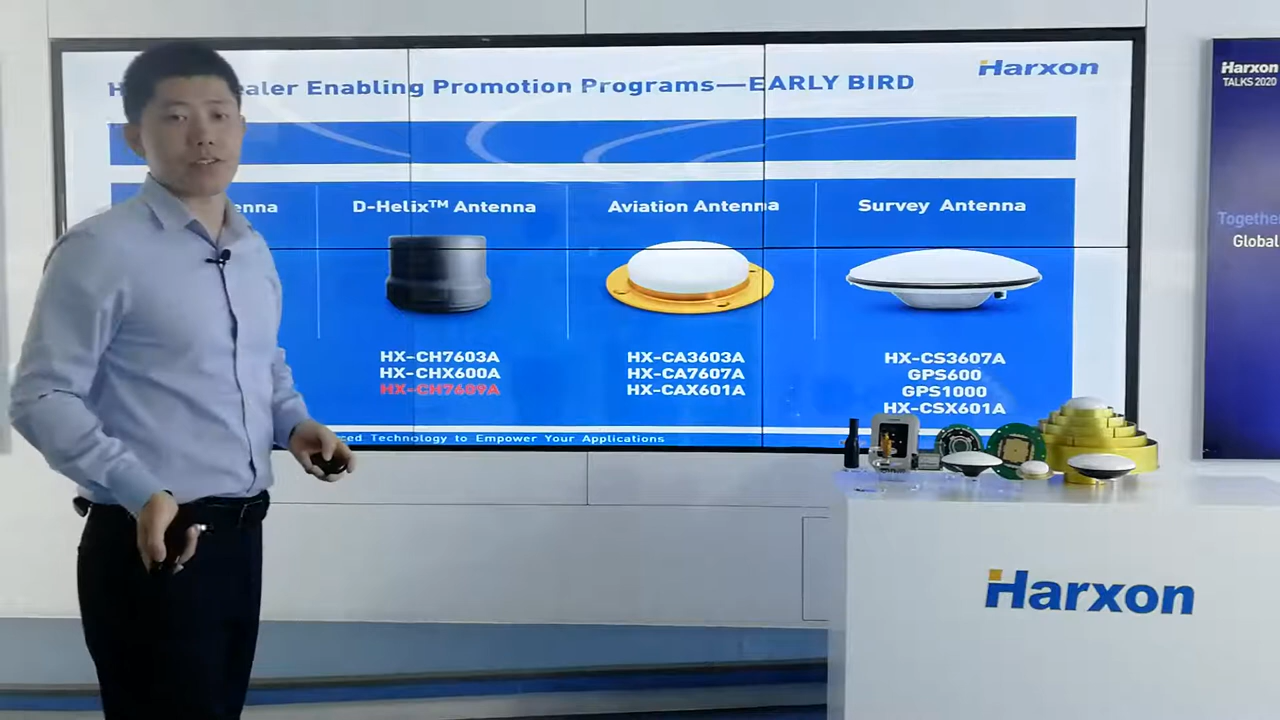 Harxon
ealer Enabling Promotion Programs—EARLY BIRD
enna
D-Helix™ Antenna
Aviation Antenna
Survey Antenna
HX-CH7603A
HX-CHX600A
HX-CH7609A
HX-CA3603A
HX-CA7607A
HX-CAX601A
HX-CS3607A
GPS600
GPS1000
HX-CSX601A
ced Technology to Empower Your Applications
Harxon
TALKS 2020
Together
Global
Harxon